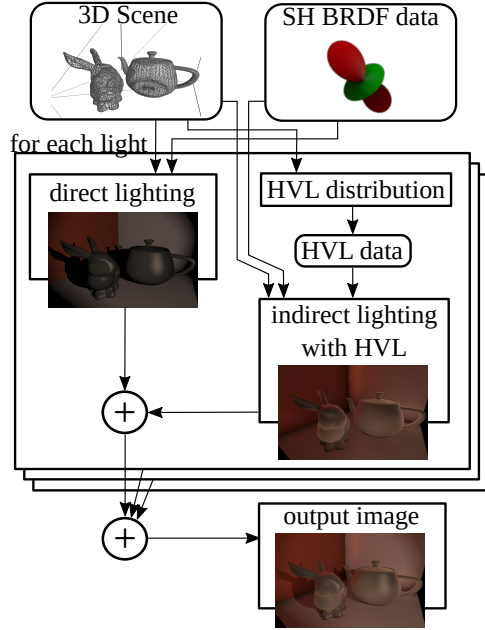 3D Scene
SH BRDF data
for each light
direct lighting
HVL distribution
HVL data
indirect lighting
with HVL
+
+
output image